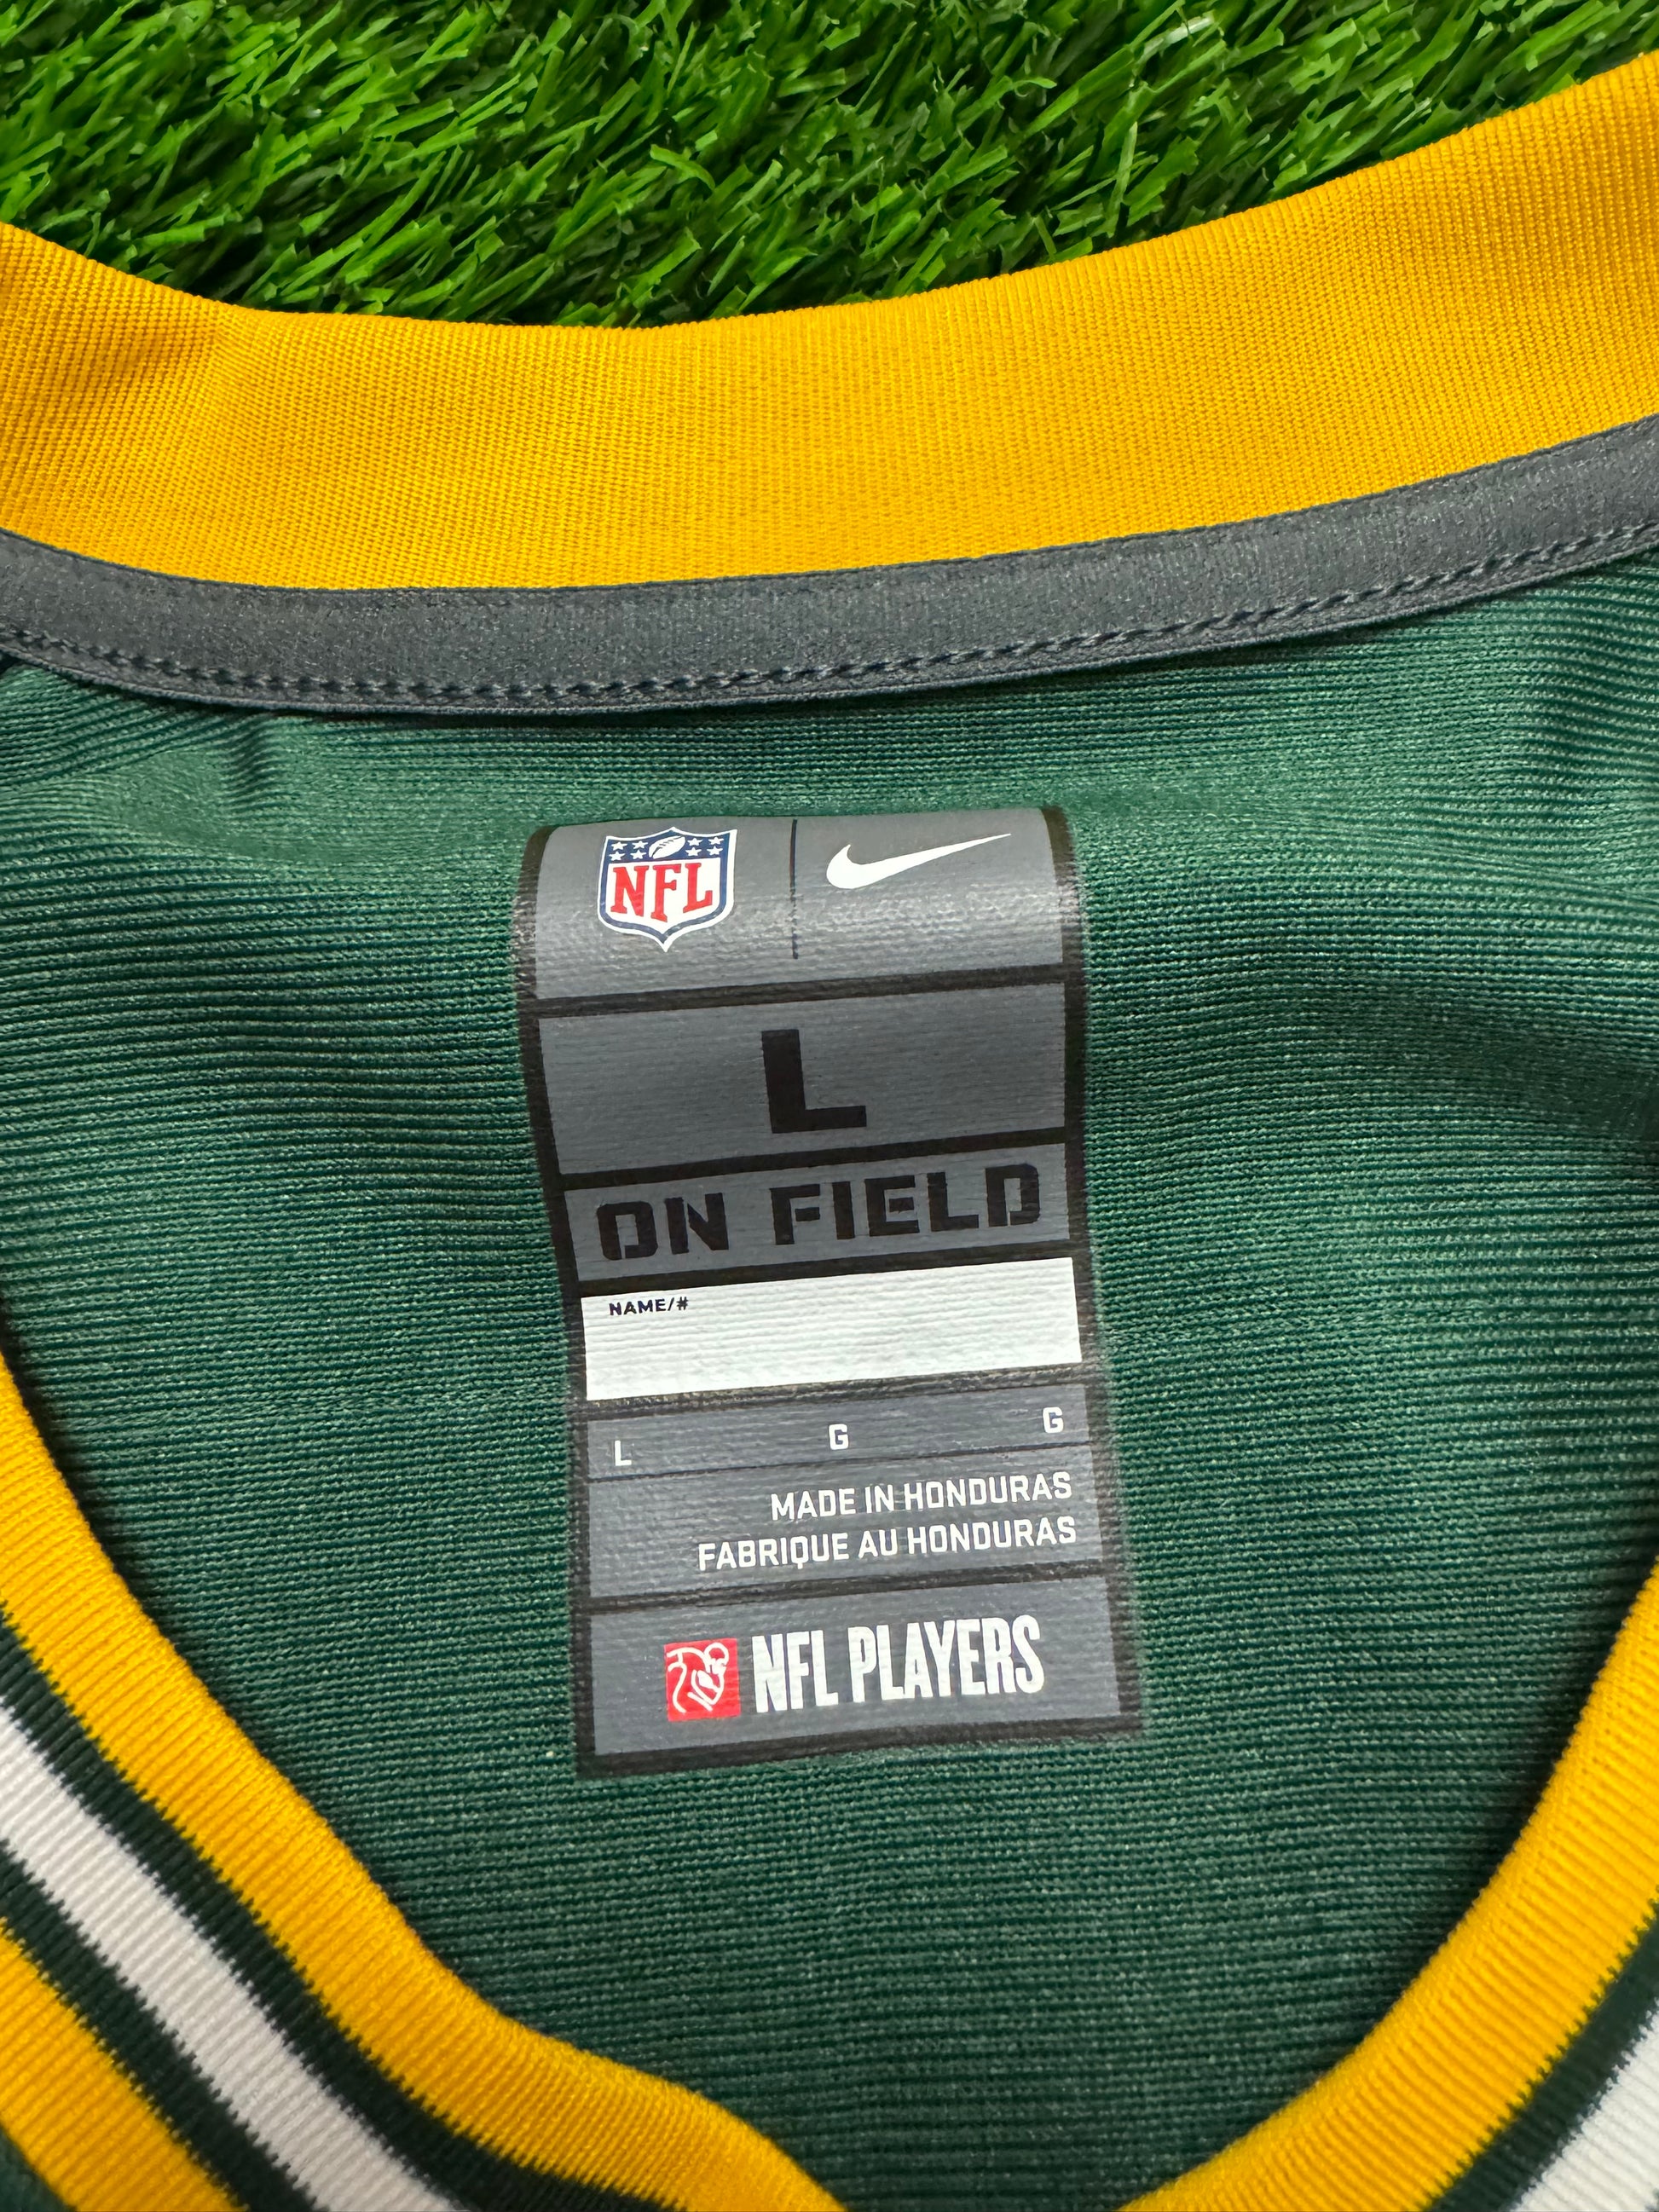 NFL
L
ON FIELD
NAME/#
L G G
MADE IN HONDURAS
FABRIQUE AU HONDURAS
NFL PLAYERS